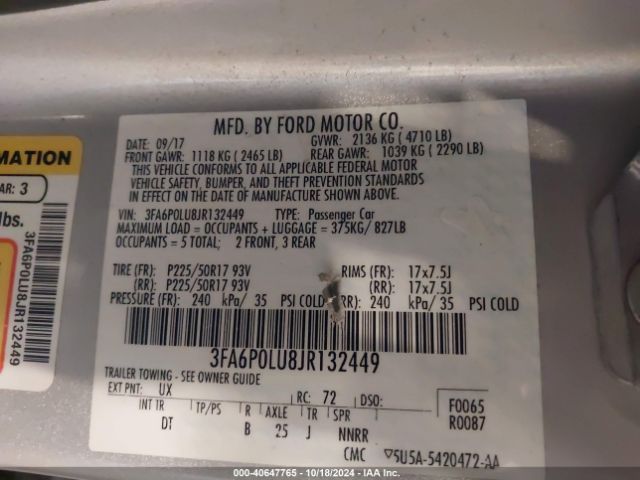 MFD. BY FORD MOTOR CO.
DATE: 09/17 GVWR: 2136 KG ( 4710 LB)
FRONT GAWR: 1118 KG ( 2465 LB) REAR GAWR: 1039 KG ( 2290 LB)
THIS VEHICLE CONFORMS TO ALL APPLICABLE FEDERAL MOTOR
VEHICLE SAFETY, BUMPER, AND THEFT PREVENTION STANDARDS
IN EFFECT ON THE DATE OF MANUFACTURE SHOWN ABOVE.
VIN: 3FA6P0LU8JR132449 TYPE: Passenger Car
MAXIMUM LOAD = OCCUPANTS + LUGGAGE = 375KG/ 827LB
OCCUPANTS = 5 TOTAL; 2 FRONT, 3 REAR
TIRE (FR): P225/50R17 93V RIMS (FR): 17x7.5J
(RR): P225/50R17 93V (RR): 17x7.5J
PRESSURE (FR): 240 kPa/ 35 PSI COLD (RR): 240 kPa/ 35 PSI COLD
3FA6P0LU8JR132449
TRAILER TOWING - SEE OWNER GUIDE
EXT PNT: UX RC: 72 DSO: F0065
INT TR TP/PS R AXLE TR SPR R0087
DT B 25 J NNRR
CMC ▽5U5A-5420472-AA
MATION
AR: 3
lbs.
3FA6P0LU8JR132449
© - 40647765 - 10/18/2024 - IAA Inc.